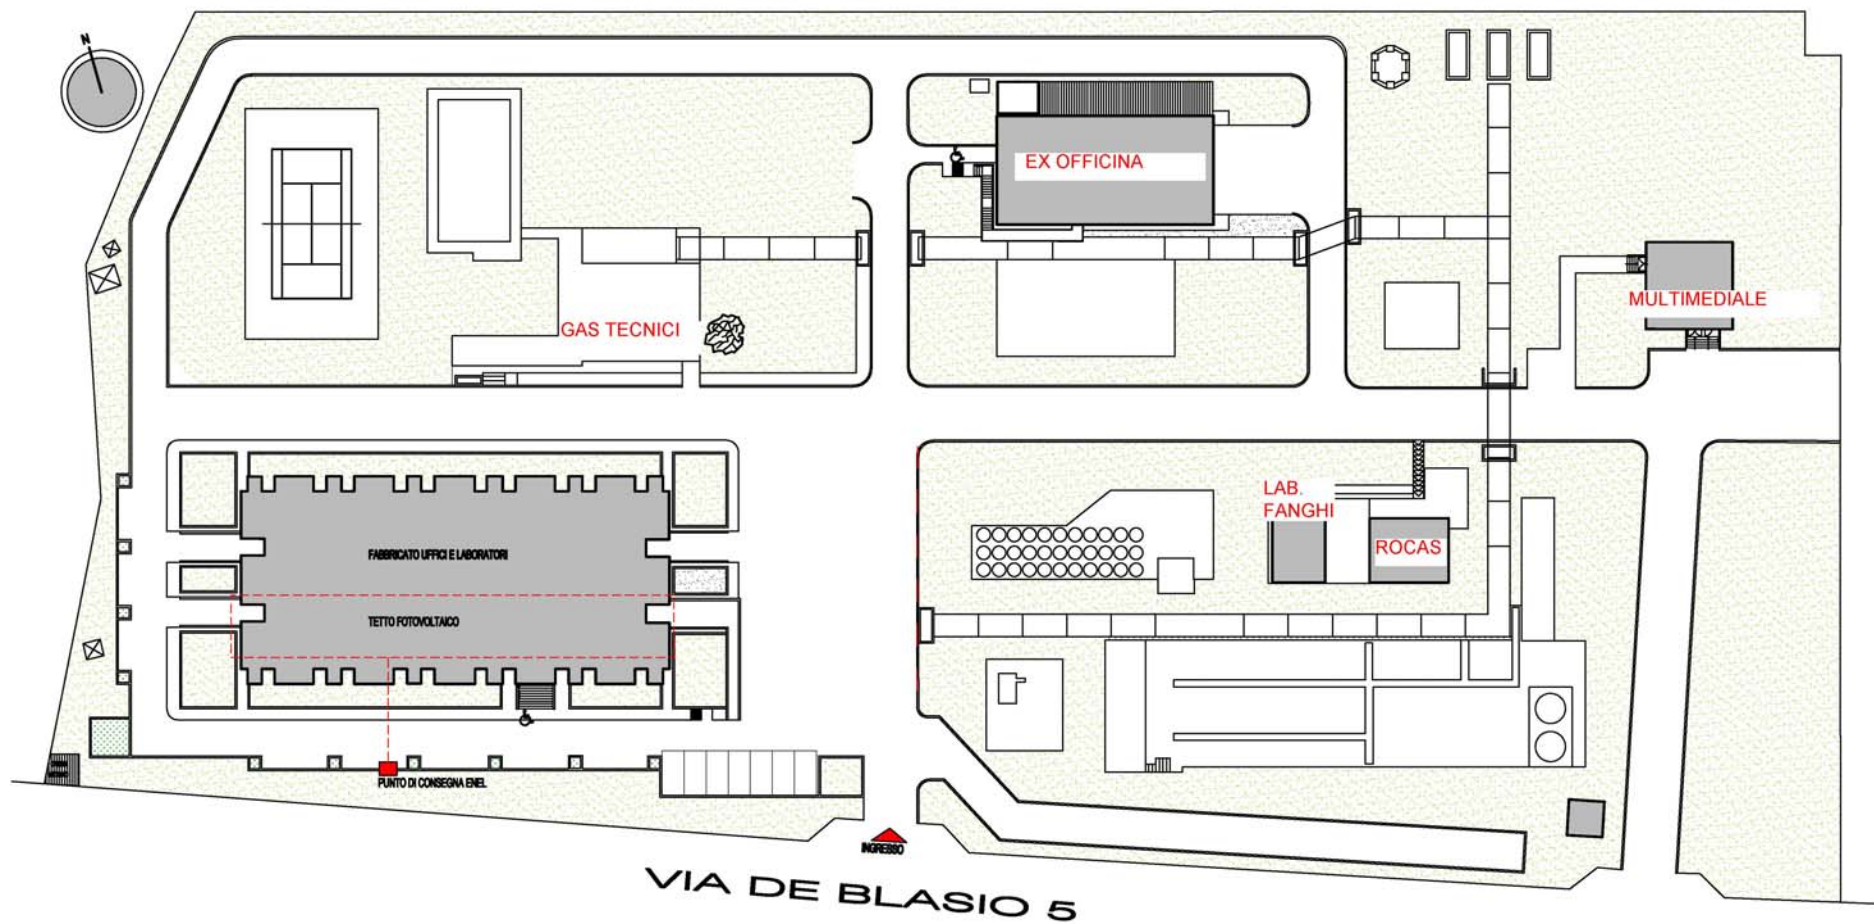 N
EX OFFICINA
MULTIMEDIALE
GAS TECNICI
LAB.
FANGHI
ROCAS
FABBRICATO UFFICI E LABORATORI
TETTO FOTOVOLTAICO
PUNTO DI CONSEGNA ENEL
INGRESSO
VIA DE BLASIO 5